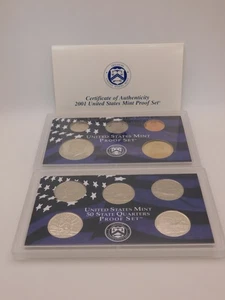 Certificate of Authenticity
2001 United States Mint Proof Set
United States Mint
Proof Set
United States Mint
50 State Quarters
Proof Set